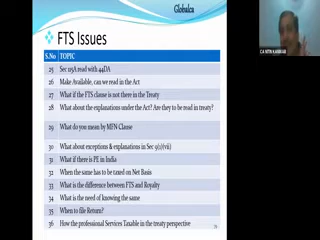 Globalca
FTS Issues
S.No TOPIC
25 Sec 115A read with 44DA
26 Make Available, can we read in the Act
27 What if the FTS clause is not there in the Treaty
28 What about the explanations under the Act? Are they to be read in treaty?
29 What do you mean by MFN Clause
30 What about exceptions & explanations in Sec 9(1)(vii)
31 What if there is PE in India
32 When the same has to be taxed on Net Basis
33 What is the difference between FTS and Royalty
34 What is the need of knowing the same
35 When to file Return?
36 How the professional Services Taxable in the treaty perspective